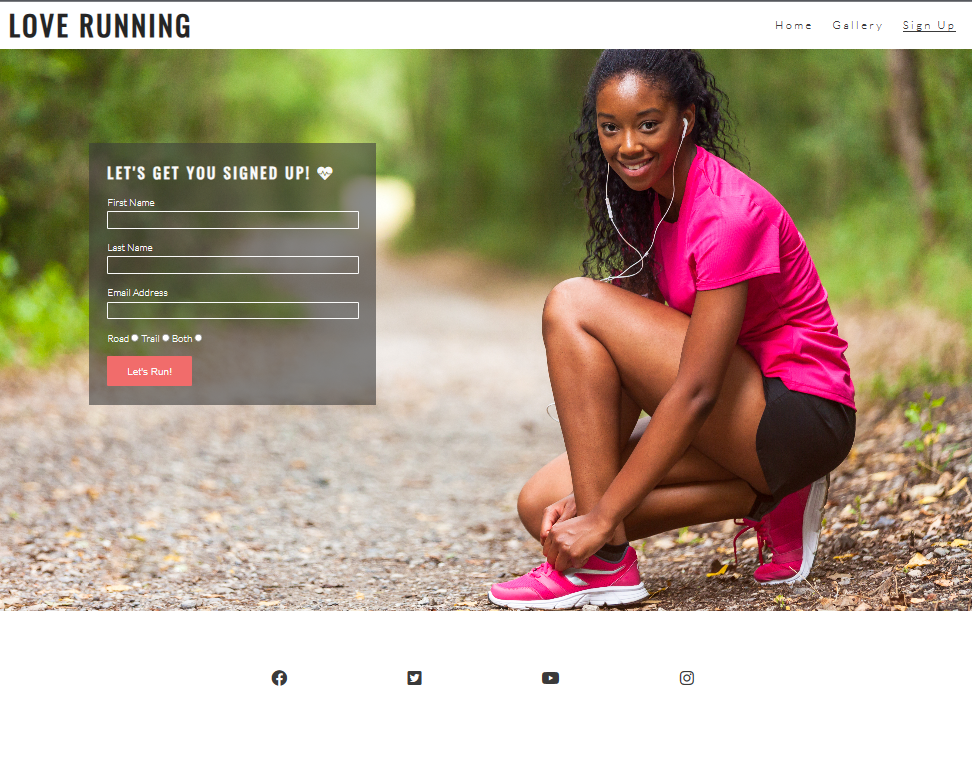 LOVE RUNNING
Home Gallery Sign Up
LET'S GET YOU SIGNED UP!
First Name
Last Name
Email Address
Road Trail Both
Let's Run!